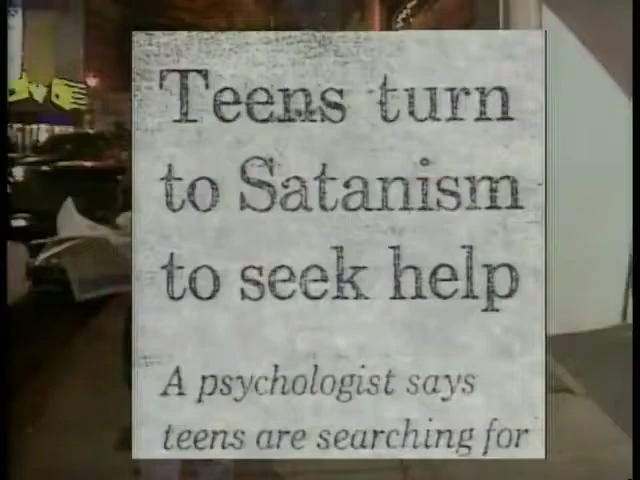 Teens turn
to Satanism
to seek help
A psychologist says
teens are searching for